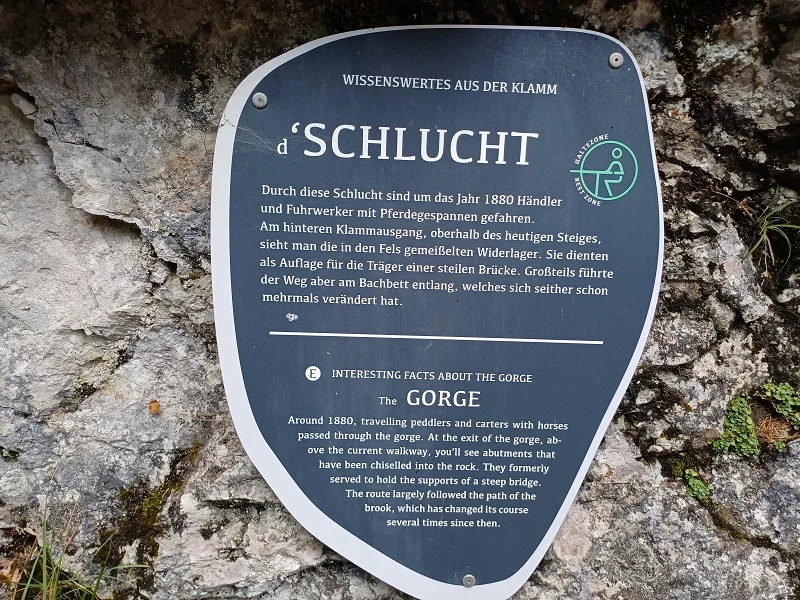 WISSENSWERTES AUS DER KLAMM
d 'SCHLUCHT
HALTEZONE
RESTZONE
Durch diese Schlucht sind um das Jahr 1880 Händler
und Fuhrwerker mit Pferdegespannen gefahren.
Am hinteren Klammausgang, oberhalb des heutigen Steiges,
sieht man die in den Fels gemeißelten Widerlager. Sie dienten
als Auflage für die Träger einer steilen Brücke. Großteils führte
der Weg aber am Bachbett entlang, welches sich seither schon
mehrmals verändert hat.
E INTERESTING FACTS ABOUT THE GORGE
The GORGE
Around 1880, travelling peddlers and carters with horses
passed through the gorge. At the exit of the gorge, ab-
ove the current walkway, you'll see abutments that
have been chiselled into the rock. They formerly
served to hold the supports of a steep bridge.
The route largely followed the path of the
brook, which has changed its course
several times since then.